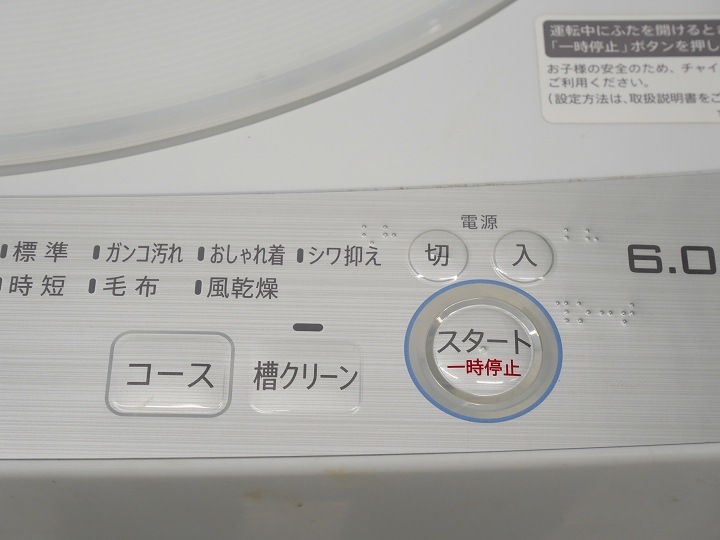 運転中にふたを開けるとき
「一時停止」ボタンを押し
お子様の安全のため、チャイ
ご利用ください。
(設定方法は、取扱説明書をご
電源
切 入
標準 ガンコ汚れ おしゃれ着 シワ抑え
6.0
時短 毛布 風乾燥
スタート
一時停止
コース 槽クリーン